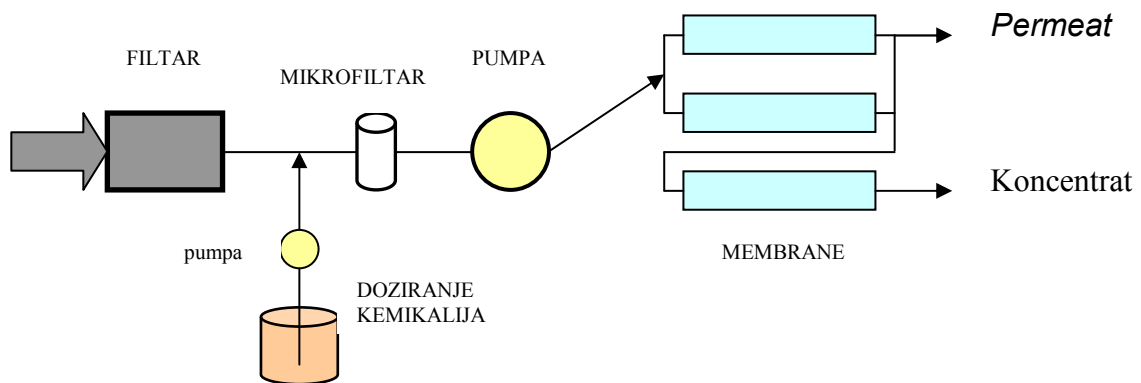 FILTAR
MIKROFILTAR
PUMPA
Permeat
Koncentrat
MEMBRANE
pumpa
DOZIRANJE
KEMIKALIJA